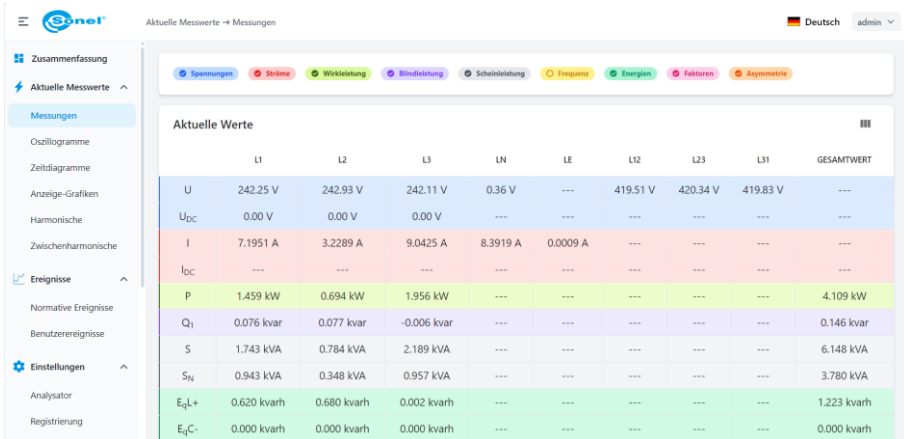 Sonel®
Aktuelle Messwerte → Messungen
Deutsch admin
Zusammenfassung
Aktuelle Messwerte
Messungen
Oszillogramme
Zeitdiagramme
Anzeige-Grafiken
Harmonische
Zwischenharmonische
Ereignisse
Normative Ereignisse
Benutzerereignisse
Einstellungen
Analysator
Registrierung
Spannungen Ströme Wirkleistung Blindleistung Scheinleistung Frequenz Energien Faktoren Asymmetrie
Aktuelle Werte
L1 L2 L3 LN LE L12 L23 L31 GESAMTWERT
U 242.25 V 242.93 V 242.11 V 0.36 V --- 419.51 V 420.34 V 419.83 V ---
U_DC 0.00 V 0.00 V 0.00 V --- --- --- --- --- ---
I 7.1951 A 3.2289 A 9.0425 A 8.3919 A 0.0009 A --- --- --- ---
I_DC --- --- --- --- --- --- --- --- ---
P 1.459 kW 0.694 kW 1.956 kW --- --- --- --- --- 4.109 kW
Q₁ 0.076 kvar 0.077 kvar -0.006 kvar --- --- --- --- --- 0.146 kvar
S 1.743 kVA 0.784 kVA 2.189 kVA --- --- --- --- --- 6.148 kVA
S_N 0.943 kVA 0.348 kVA 0.957 kVA --- --- --- --- --- 3.780 kVA
E_qL+ 0.620 kvarh 0.680 kvarh 0.002 kvarh --- --- --- --- --- 1.223 kvarh
E_qC- 0.000 kvarh 0.000 kvarh 0.000 kvarh --- --- --- --- --- 0.000 kvarh